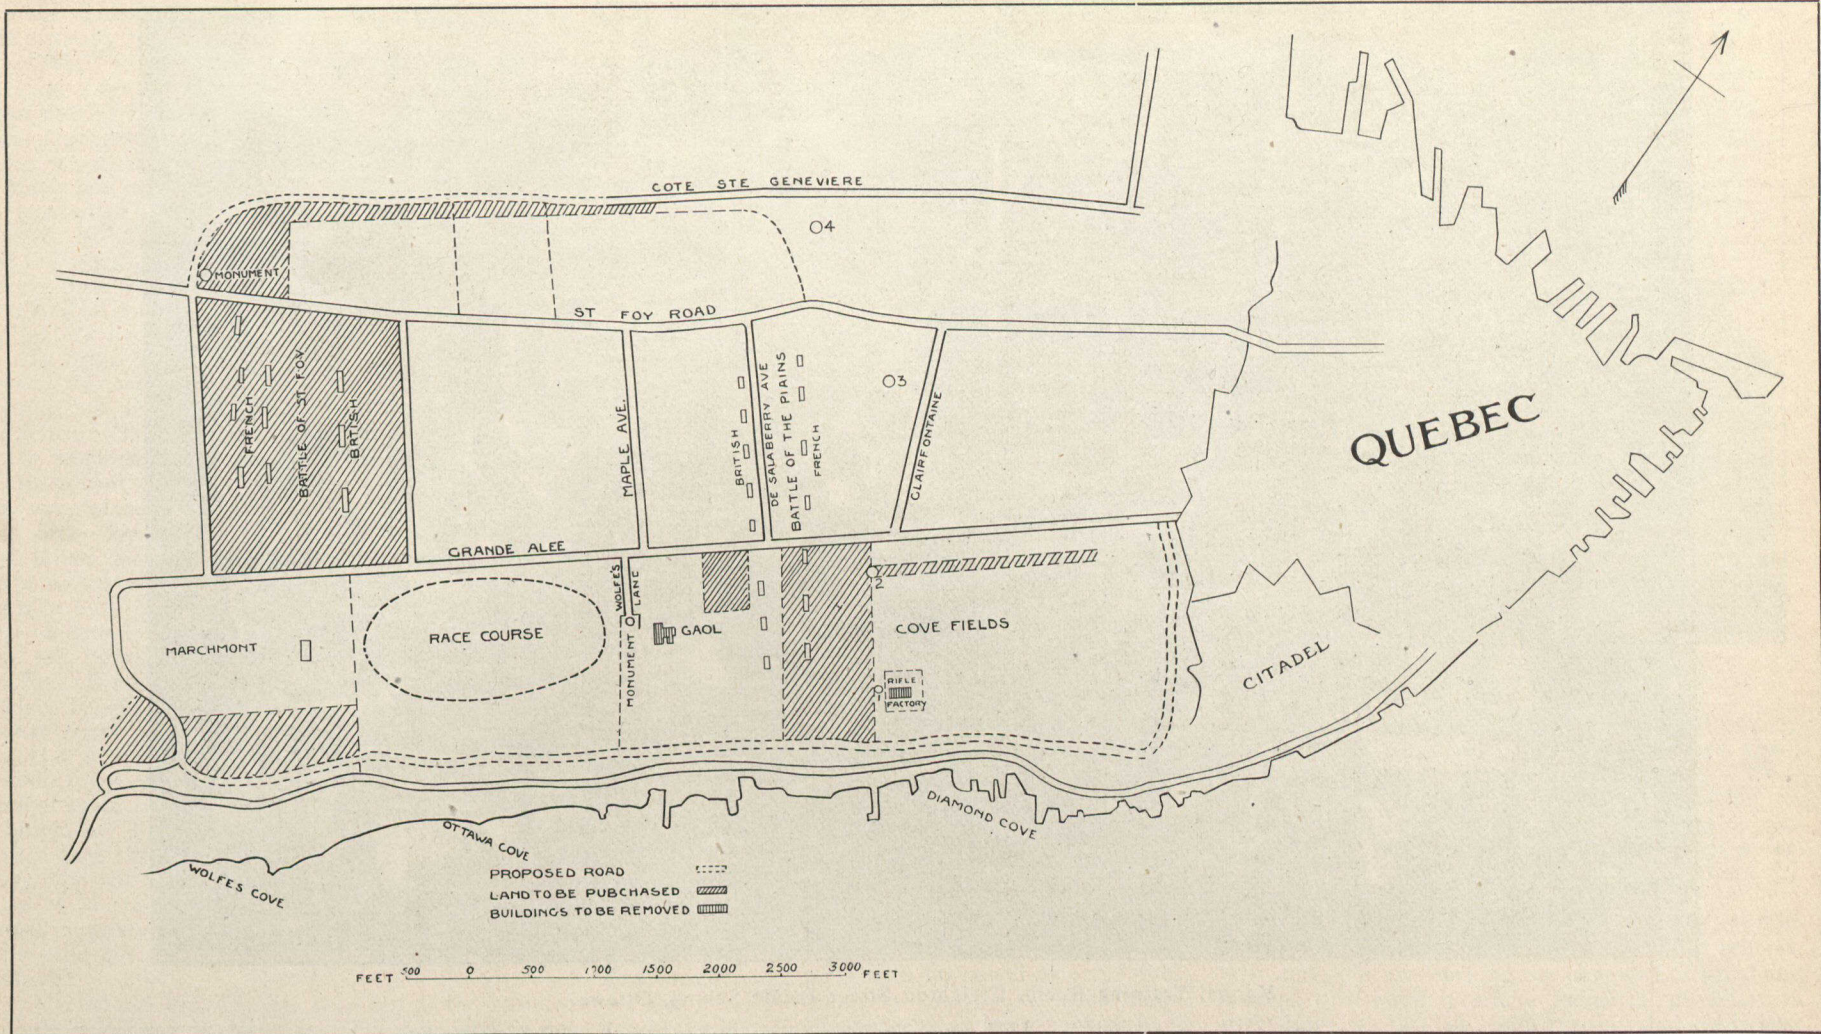 COTE STE GENEVIERE
O4
MONUMENT
ST FOY ROAD
FRENCH
BATTLE OF ST FOY
BRTISH
MAPLE AVE.
BRITISH
DE SALABERRY AVE
BATTLE OF THE PLAINS
FRENCH
O3
CLAIRFONTAINE
QUEBEC
GRANDE ALEE
WOLFE'S
LANE
2
MARCHMONT
RACE COURSE
MONUMENT
GAOL
COVE FIELDS
CITADEL
1
RIFLE
FACTORY
DIAMOND COVE
OTTAWA COVE
WOLFES COVE
PROPOSED ROAD
LAND TO BE PUBCHASED
BUILDINGS TO BE REMOVED
FEET 500 0 500 1000 1500 2000 2500 3000 FEET